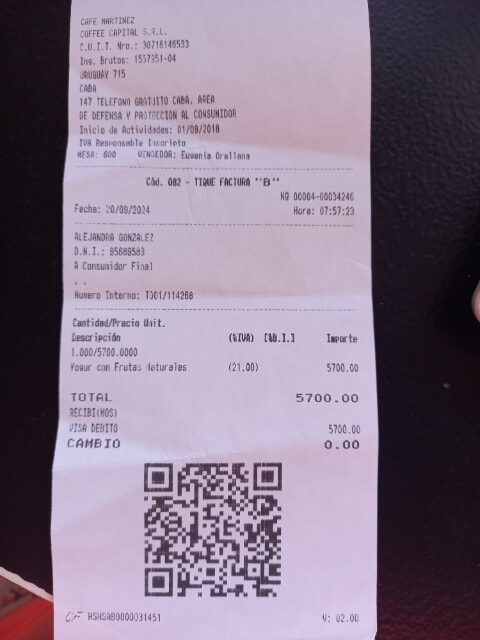 CAFE MARTINEZ
COFFEE CAPITAL S.R.L.
C.U.I.T. Nro.: 30716146533
Ing. Brutos: 1557351-04
URUGUAY 715
CABA
147 TELEFONO GRATUITO CABA, AREA
DE DEFENSA Y PROTECCION AL CONSUMIDOR
Inicio de Actividades: 01/09/2018
IVA Responsable Inscripto
MESA: 600 VENDEDOR: Eugenia Orellana
Cód. 082 - TIQUE FACTURA "B"
Nº 00004-00034246
Fecha: 20/09/2024 Hora: 07:57:23
ALEJANDRA GONZALEZ
D.N.I.: 95689583
A Consumidor Final
. .
Numero Interno: T001/114268
Cantidad/Precio Unit.
Descripción (%IVA) [%B.I.] Importe
1.000/5700.0000
Yogur con Frutas Naturales (21.00) 5700.00
TOTAL 5700.00
RECIBI(MOS)
VISA DEBITO 5700.00
CAMBIO 0.00
CF HSHSAB0000031451 V: 02.00